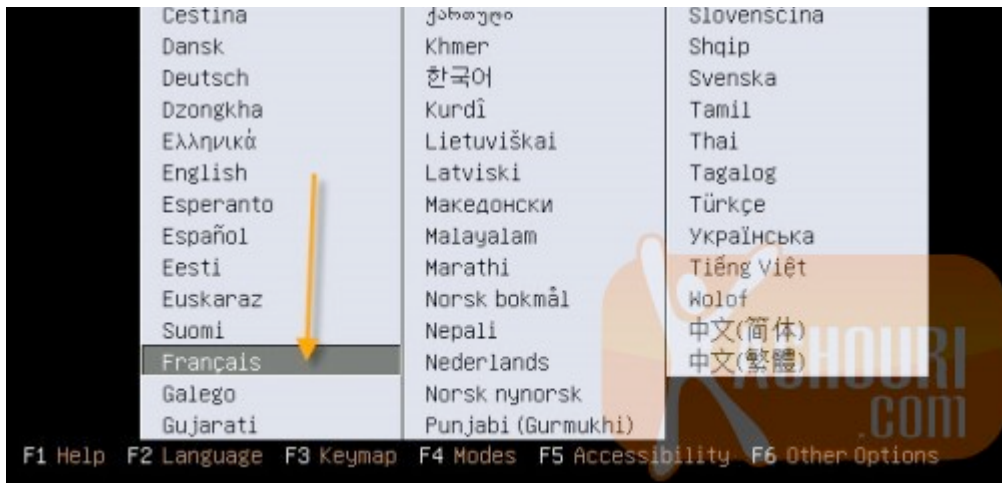 Čeština
Dansk
Deutsch
Dzongkha
Ελληνικά
English
Esperanto
Español
Eesti
Euskaraz
Suomi
Français
Galego
Gujarati
ქართული
Khmer
한국어
Kurdî
Lietuviškai
Latviski
Македонски
Malayalam
Marathi
Norsk bokmål
Nepali
Nederlands
Norsk nynorsk
Punjabi (Gurmukhi)
Slovenščina
Shqip
Svenska
Tamil
Thai
Tagalog
Türkçe
Українська
Tiếng Việt
Wolof
中文(简体)
中文(繁體)
F1 Help F2 Language F3 Keymap F4 Modes F5 Accessibility F6 Other Options
.COM